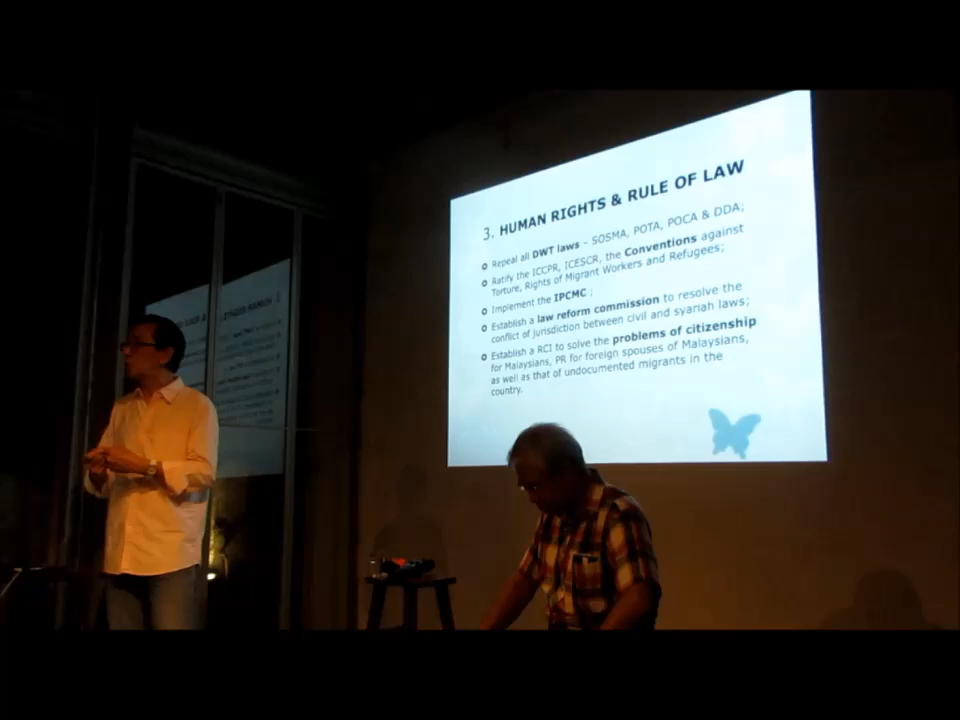 3. HUMAN RIGHTS & RULE OF LAW
Repeal all DWT laws – SOSMA, POTA, POCA & DDA;
Ratify the ICCPR, ICESCR, the Conventions against
Torture, Rights of Migrant Workers and Refugees;
Implement the IPCMC ;
Establish a law reform commission to resolve the
conflict of jurisdiction between civil and syariah laws;
Establish a RCI to solve the problems of citizenship
for Malaysians, PR for foreign spouses of Malaysians,
as well as that of undocumented migrants in the
country.